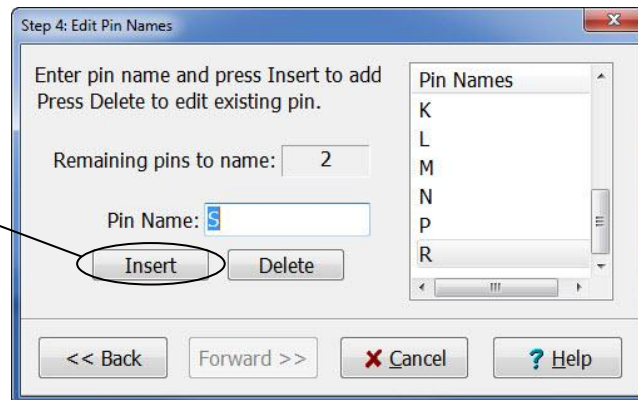 Step 4: Edit Pin Names
Enter pin name and press Insert to add
Press Delete to edit existing pin.
Remaining pins to name: 2
Pin Name: S
Insert Delete
Pin Names
K
L
M
N
P
R
<< Back Forward >> X Cancel ? Help